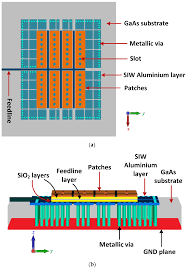 GaAs substrate
Metallic via
Slot
SIW Aluminium layer
Patches
Feedline
(a)
SiO2 layers
Feedline layer
Patches
SIW Aluminium layer
GaAs substrate
Metallic via
GND plane
(b)